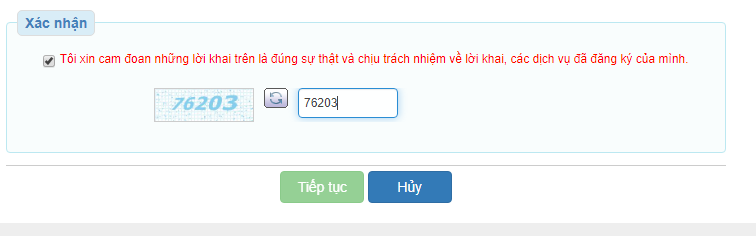 Xác nhận
Tôi xin cam đoan những lời khai trên là đúng sự thật và chịu trách nhiệm về lời khai, các dịch vụ đã đăng ký của mình.
76203 76203
Tiếp tục Hủy